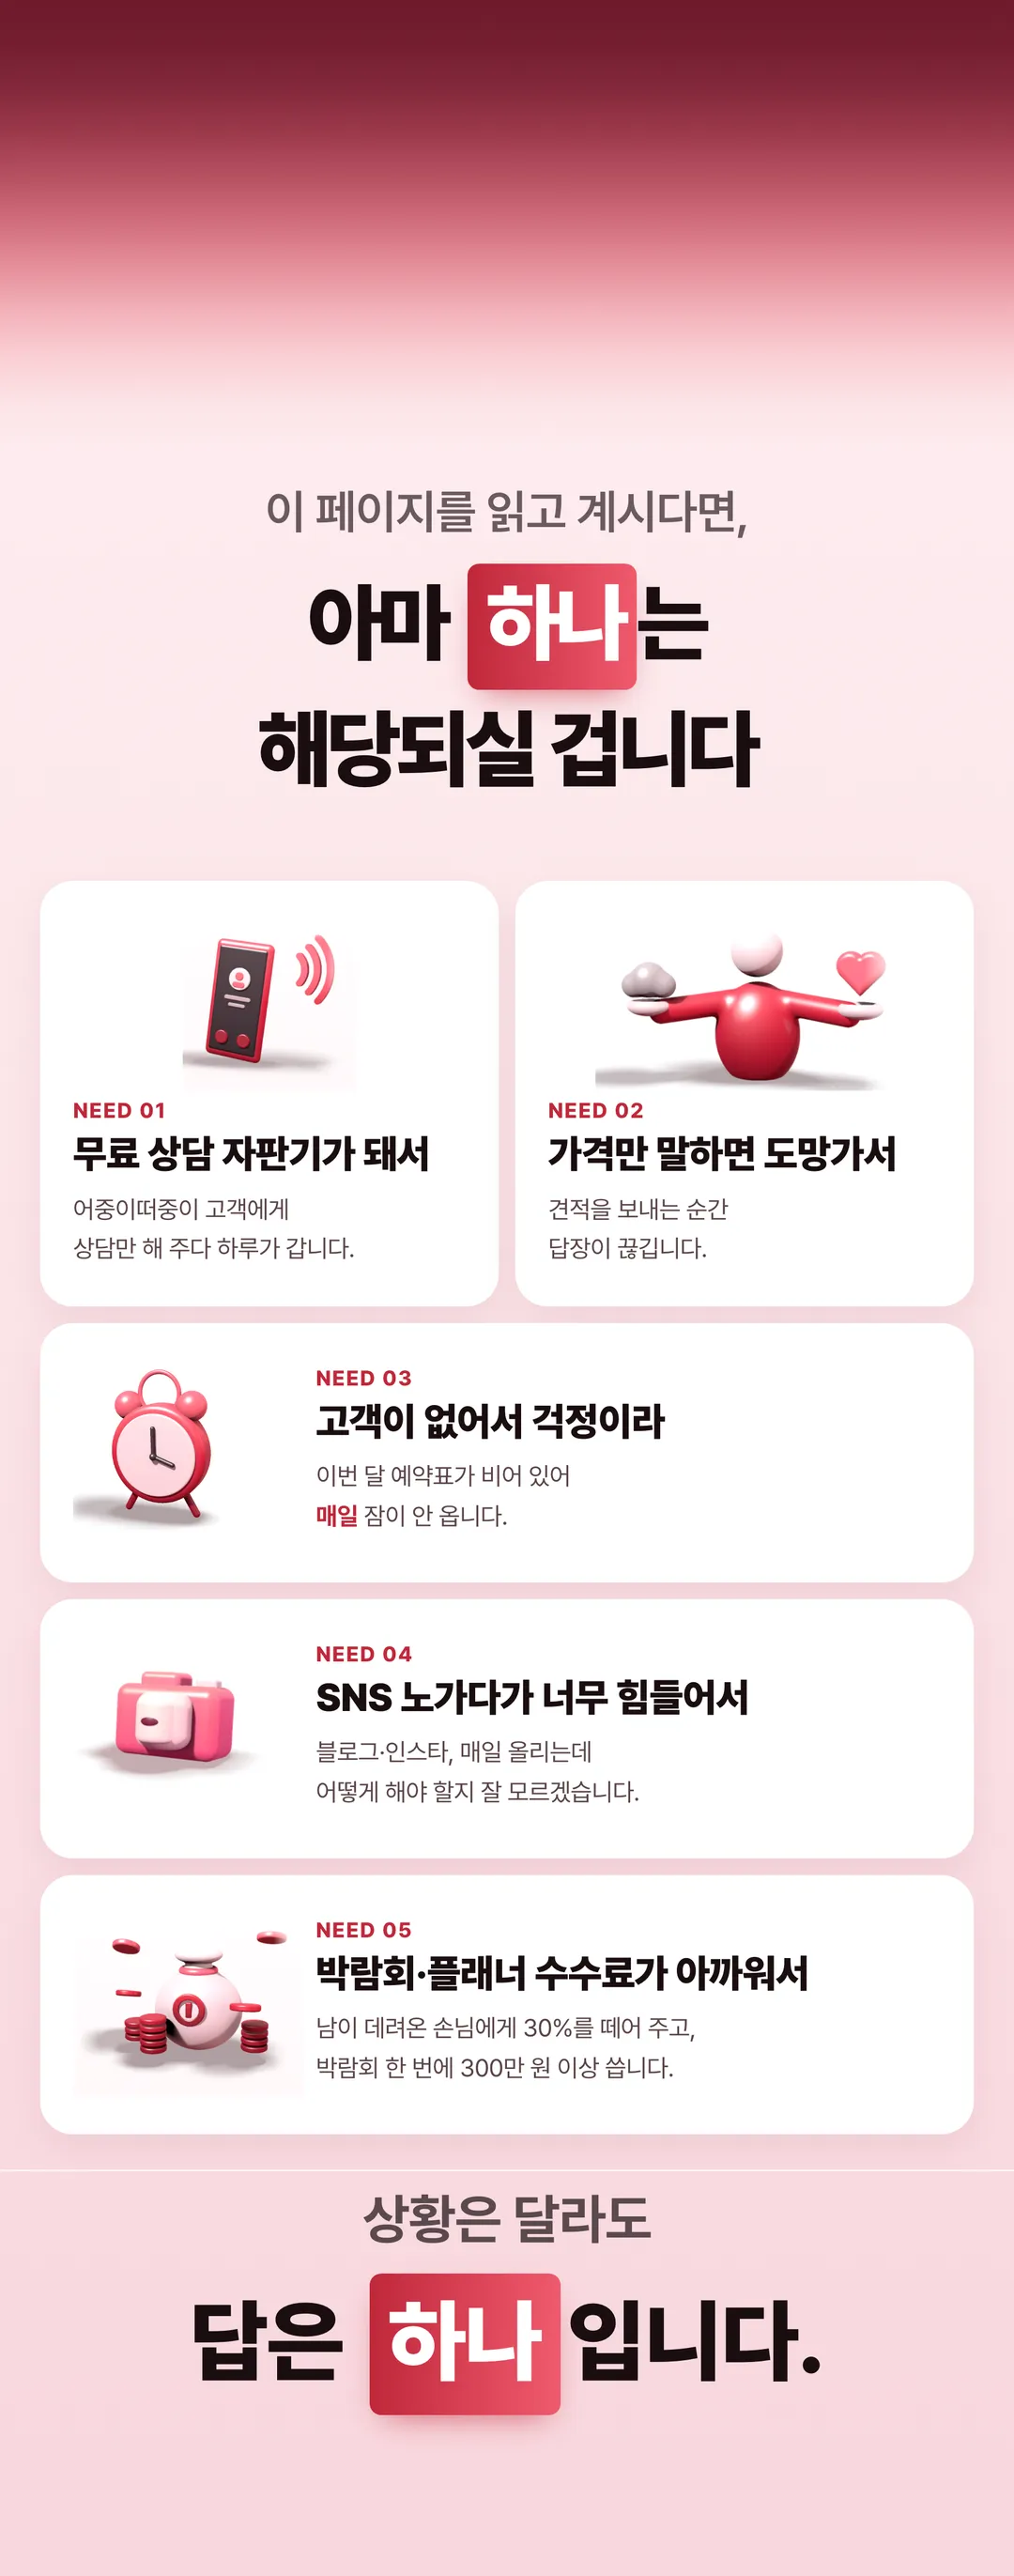 이 페이지를 읽고 계시다면,
아마 하나는
해당되실 겁니다
NEED 01
무료 상담 자판기가 돼서
어중이떠중이 고객에게
상담만 해 주다 하루가 갑니다.
NEED 02
가격만 말하면 도망가서
견적을 보내는 순간
답장이 끊깁니다.
NEED 03
고객이 없어서 걱정이라
이번 달 예약표가 비어 있어
매일 잠이 안 옵니다.
NEED 04
SNS 노가다가 너무 힘들어서
블로그·인스타, 매일 올리는데
어떻게 해야 할지 잘 모르겠습니다.
NEED 05
박람회·플래너 수수료가 아까워서
남이 데려온 손님에게 30%를 떼어 주고,
박람회 한 번에 300만 원 이상 씁니다.
상황은 달라도
답은 하나 입니다.